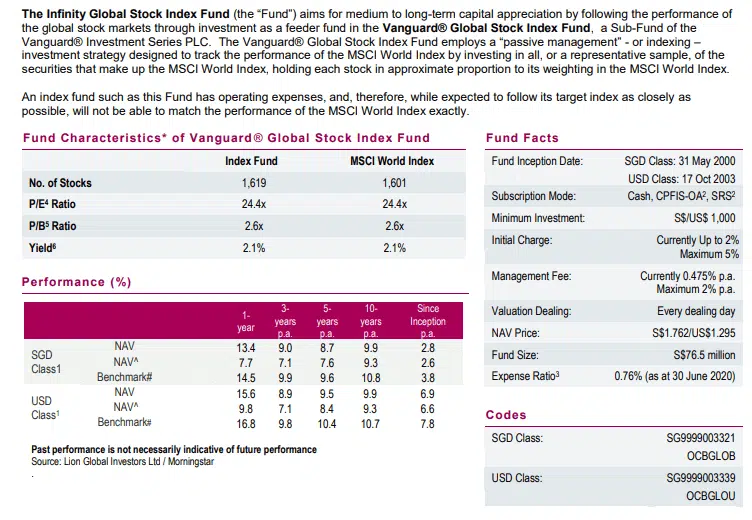 The Infinity Global Stock Index Fund (the “Fund”) aims for medium to long-term capital appreciation by following the performance of
the global stock markets through investment as a feeder fund in the Vanguard® Global Stock Index Fund, a Sub-Fund of the
Vanguard® Investment Series PLC. The Vanguard® Global Stock Index Fund employs a “passive management” - or indexing –
investment strategy designed to track the performance of the MSCI World Index by investing in all, or a representative sample, of the
securities that make up the MSCI World Index, holding each stock in approximate proportion to its weighting in the MSCI World Index.
An index fund such as this Fund has operating expenses, and, therefore, while expected to follow its target index as closely as
possible, will not be able to match the performance of the MSCI World Index exactly.
Fund Characteristics* of Vanguard® Global Stock Index Fund
Index Fund MSCI World Index
No. of Stocks 1,619 1,601
P/E⁴ Ratio 24.4x 24.4x
P/B⁵ Ratio 2.6x 2.6x
Yield⁶ 2.1% 2.1%
Performance (%)
1-
year
3-
years
p.a.
5-
years
p.a.
10-
years
p.a.
Since
Inception
p.a.
SGD
Class1
NAV 13.4 9.0 8.7 9.9 2.8
NAV^ 7.7 7.1 7.6 9.3 2.6
Benchmark# 14.5 9.9 9.6 10.8 3.8
USD
Class¹
NAV 15.6 8.9 9.5 9.9 6.9
NAV^ 9.8 7.1 8.4 9.3 6.6
Benchmark# 16.8 9.8 10.4 10.7 7.8
Past performance is not necessarily indicative of future performance
Source: Lion Global Investors Ltd / Morningstar
.
Fund Facts
Fund Inception Date: SGD Class: 31 May 2000
USD Class: 17 Oct 2003
Subscription Mode: Cash, CPFIS-OA², SRS²
Minimum Investment: S$/US$ 1,000
Initial Charge: Currently Up to 2%
Maximum 5%
Management Fee: Currently 0.475% p.a.
Maximum 2% p.a.
Valuation Dealing: Every dealing day
NAV Price: S$1.762/US$1.295
Fund Size: S$76.5 million
Expense Ratio³ 0.76% (as at 30 June 2020)
Codes
SGD Class: SG9999003321
OCBGLOB
USD Class: SG9999003339
OCBGLOU